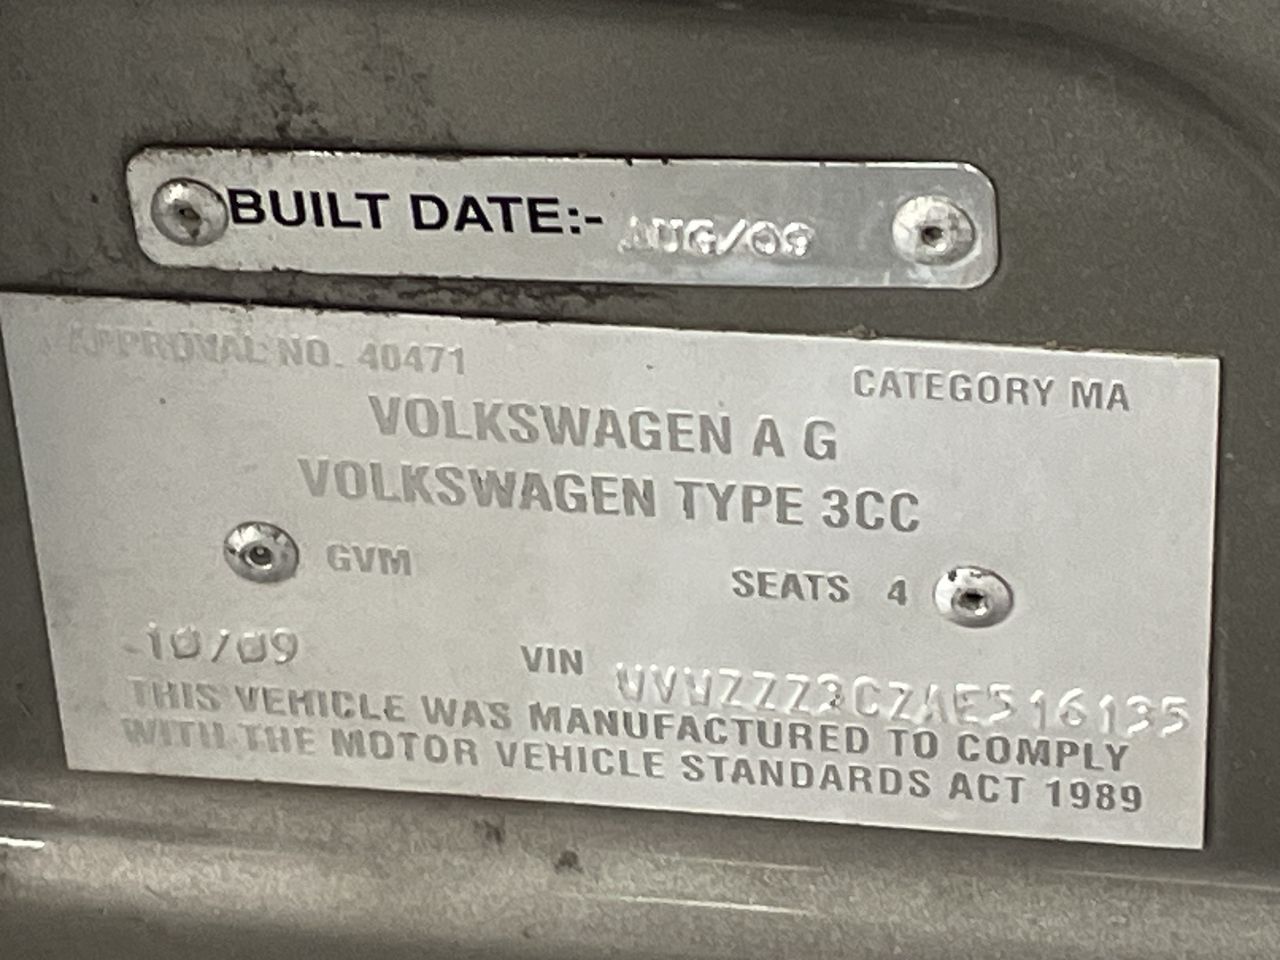 BUILT DATE:- AUG/09
APPROVAL NO. 40471
CATEGORY MA
VOLKSWAGEN A G
VOLKSWAGEN TYPE 3CC
GVM
SEATS 4
10/09
VIN WVWZZZ3CZAE516135
THIS VEHICLE WAS MANUFACTURED TO COMPLY
WITH THE MOTOR VEHICLE STANDARDS ACT 1989